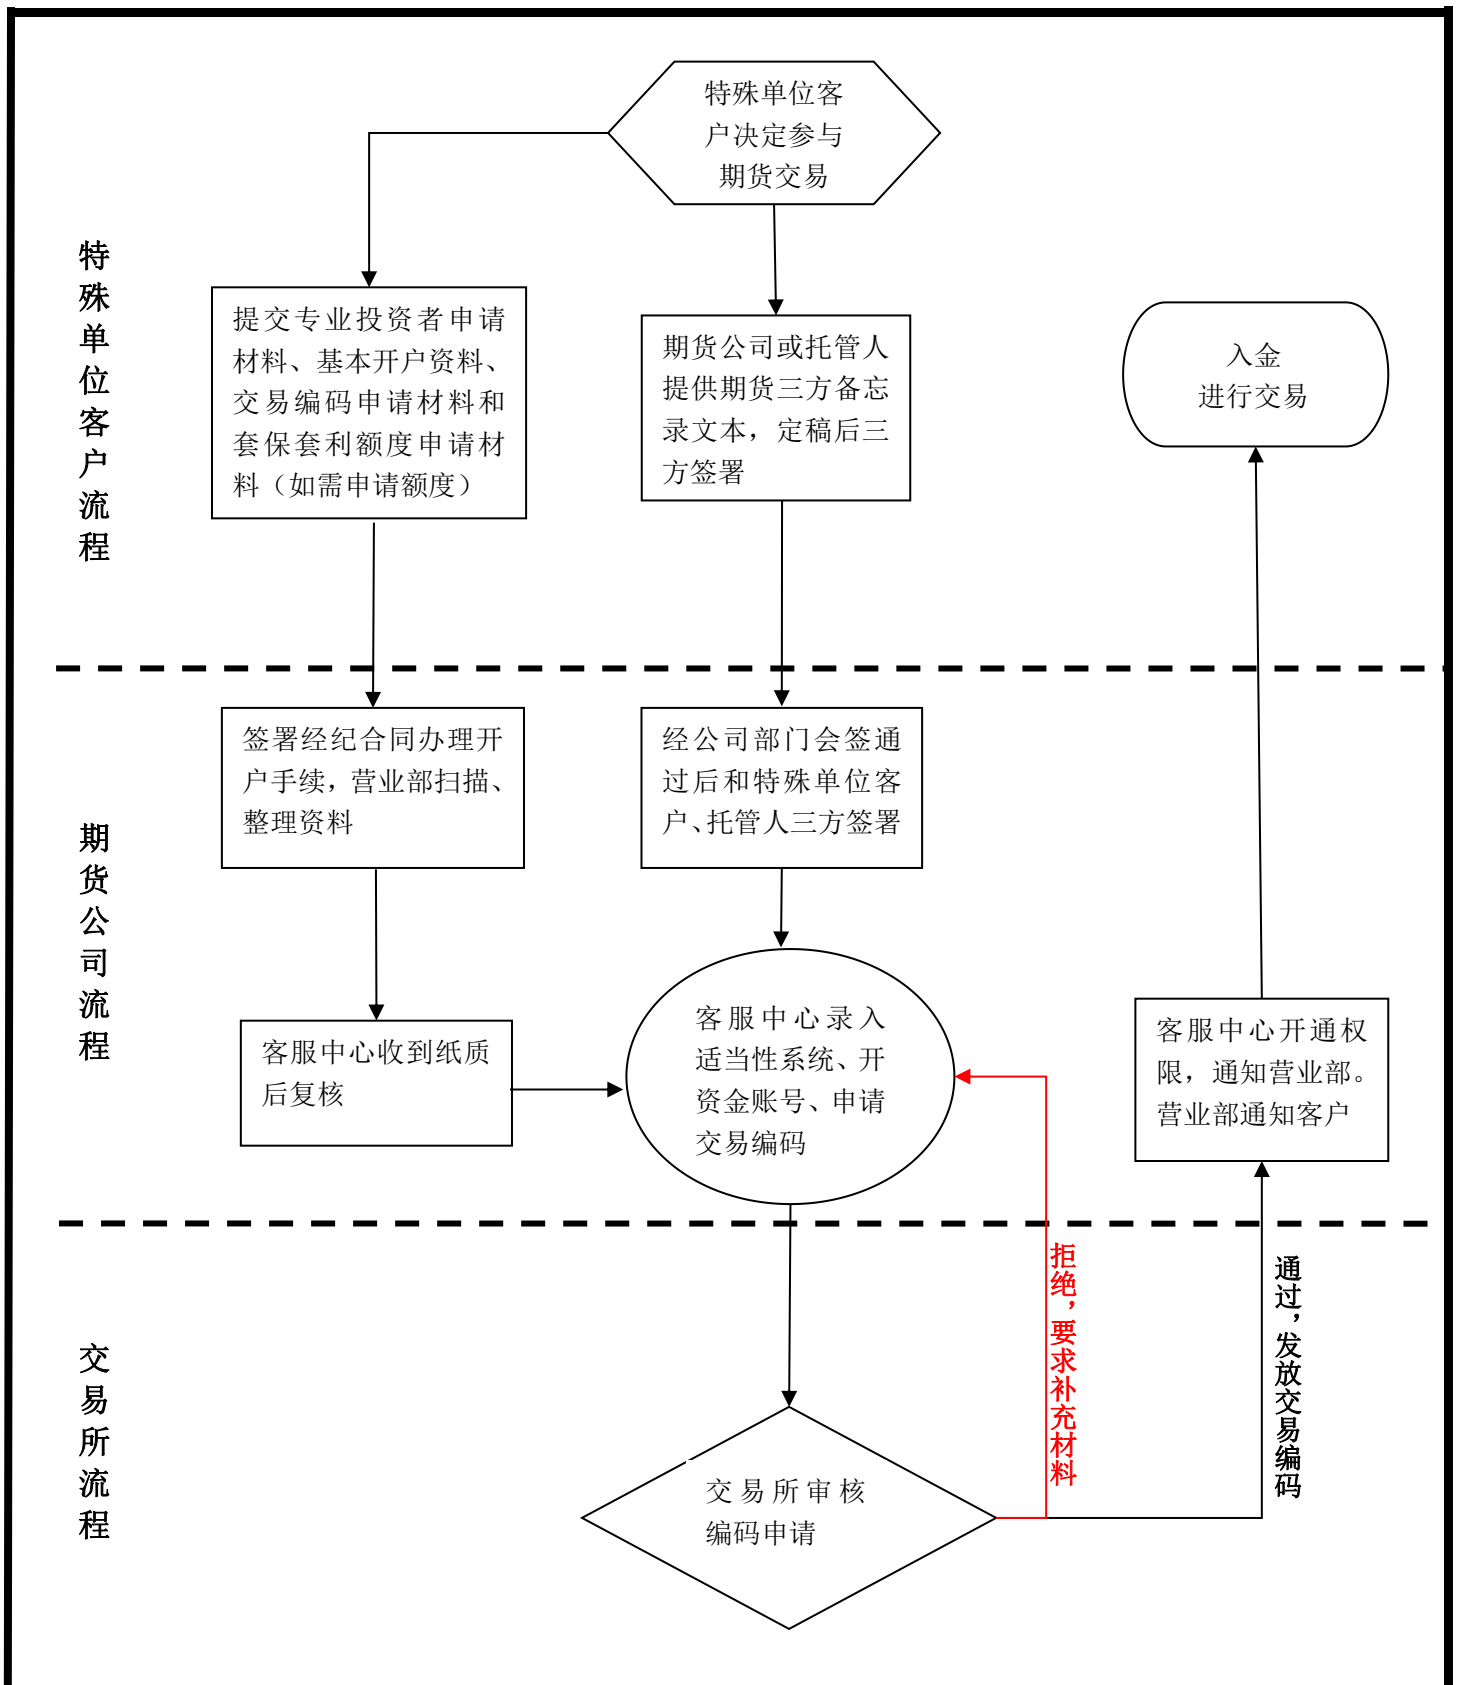 特殊单位客
户决定参与
期货交易
特殊单位客户流程
提交专业投资者申请
材料、基本开户资料、
交易编码申请材料和
套保套利额度申请材
料（如需申请额度）
期货公司或托管人
提供期货三方备忘
录文本，定稿后三
方签署
入金
进行交易
期货公司流程
签署经纪合同办理开
户手续，营业部扫描、
整理资料
经公司部门会签通
过后和特殊单位客
户、托管人三方签署
客服中心收到纸质
后复核
客服中心录入
适当性系统、开
资金账号、申请
交易编码
客服中心开通权
限，通知营业部。
营业部通知客户
交易所流程
拒绝，要求补充材料
通过，发放交易编码
交易所审核
编码申请